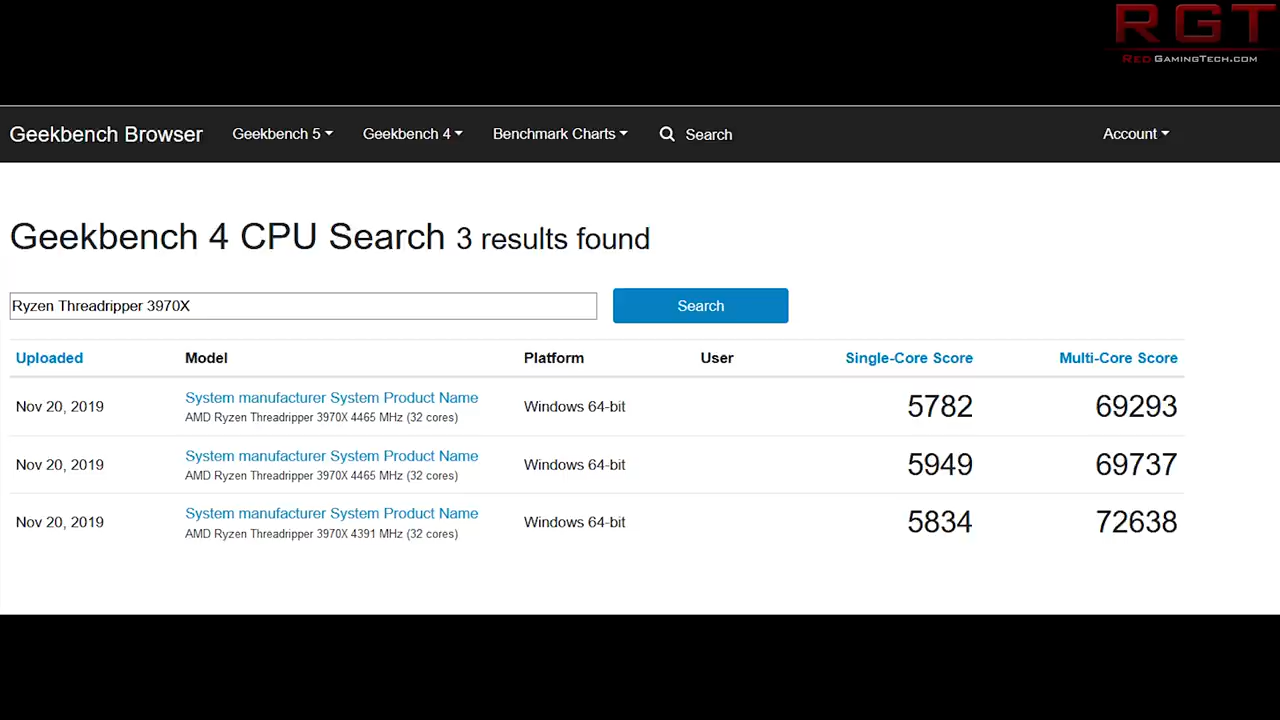 RGT
RED GAMINGTECH.COM
Geekbench Browser Geekbench 5 Geekbench 4 Benchmark Charts Search Account
Geekbench 4 CPU Search 3 results found
Ryzen Threadripper 3970X Search
Uploaded Model Platform User Single-Core Score Multi-Core Score
Nov 20, 2019 System manufacturer System Product Name Windows 64-bit 5782 69293
AMD Ryzen Threadripper 3970X 4465 MHz (32 cores)
Nov 20, 2019 System manufacturer System Product Name Windows 64-bit 5949 69737
AMD Ryzen Threadripper 3970X 4465 MHz (32 cores)
Nov 20, 2019 System manufacturer System Product Name Windows 64-bit 5834 72638
AMD Ryzen Threadripper 3970X 4391 MHz (32 cores)